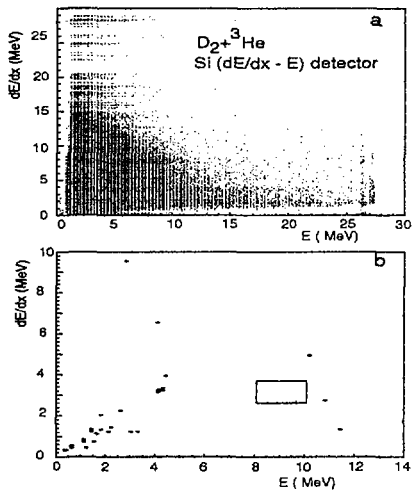 a
D₂+³He
Si (dE/dx - E) detector
dE/dx (MeV)
25
20
15
10
5
0
0 5 10 15 20 25 30
E ( MeV)
b
dE/dx (MeV)
10
8
6
4
2
0
0 2 4 6 8 10 12 14
E ( MeV)